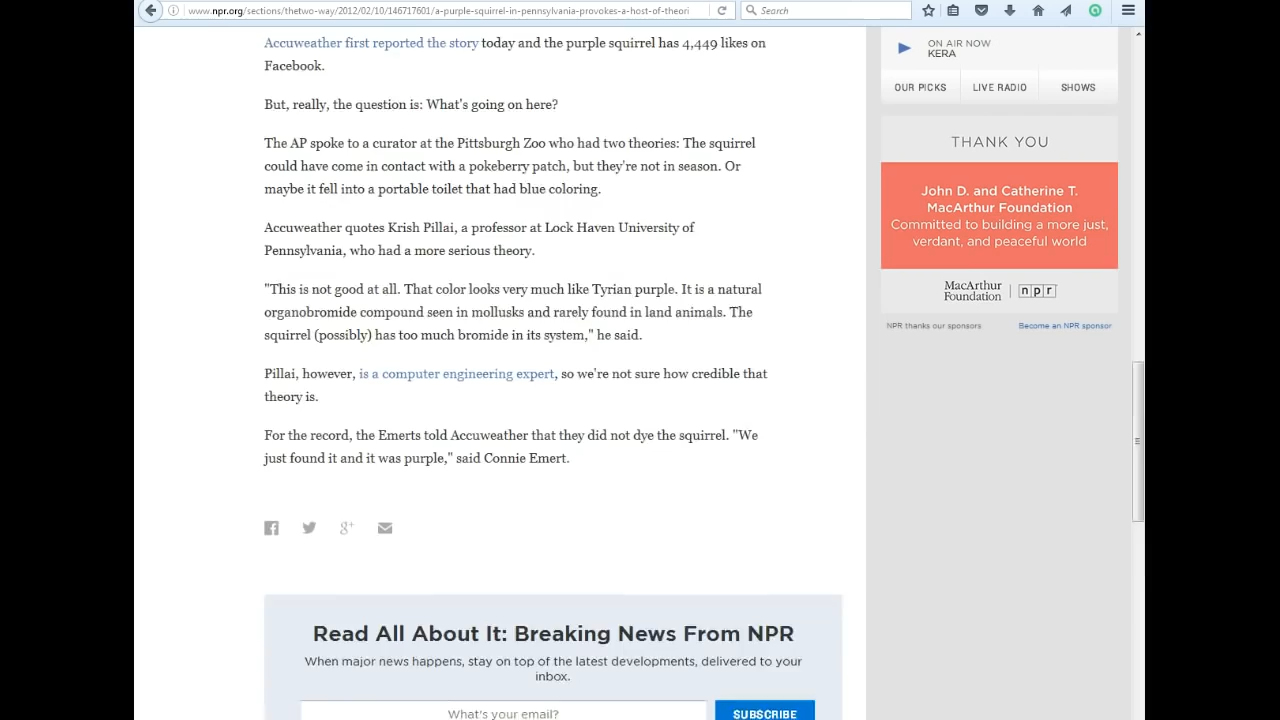 www.npr.org/sections/thetwo-way/2012/02/10/146717601/a-purple-squirrel-in-pennsylvania-provokes-a-host-of-theori
Search
Accuweather first reported the story today and the purple squirrel has 4,449 likes on
Facebook.
But, really, the question is: What's going on here?
The AP spoke to a curator at the Pittsburgh Zoo who had two theories: The squirrel
could have come in contact with a pokeberry patch, but they're not in season. Or
maybe it fell into a portable toilet that had blue coloring.
Accuweather quotes Krish Pillai, a professor at Lock Haven University of
Pennsylvania, who had a more serious theory.
"This is not good at all. That color looks very much like Tyrian purple. It is a natural
organobromide compound seen in mollusks and rarely found in land animals. The
squirrel (possibly) has too much bromide in its system," he said.
Pillai, however, is a computer engineering expert, so we're not sure how credible that
theory is.
For the record, the Emerts told Accuweather that they did not dye the squirrel. "We
just found it and it was purple," said Connie Emert.
g+
Read All About It: Breaking News From NPR
When major news happens, stay on top of the latest developments, delivered to your
inbox.
What's your email?
SUBSCRIBE
ON AIR NOW
KERA
OUR PICKS
LIVE RADIO
SHOWS
THANK YOU
John D. and Catherine T.
MacArthur Foundation
Committed to building a more just,
verdant, and peaceful world
MacArthur
Foundation
npr
NPR thanks our sponsors
Become an NPR sponsor